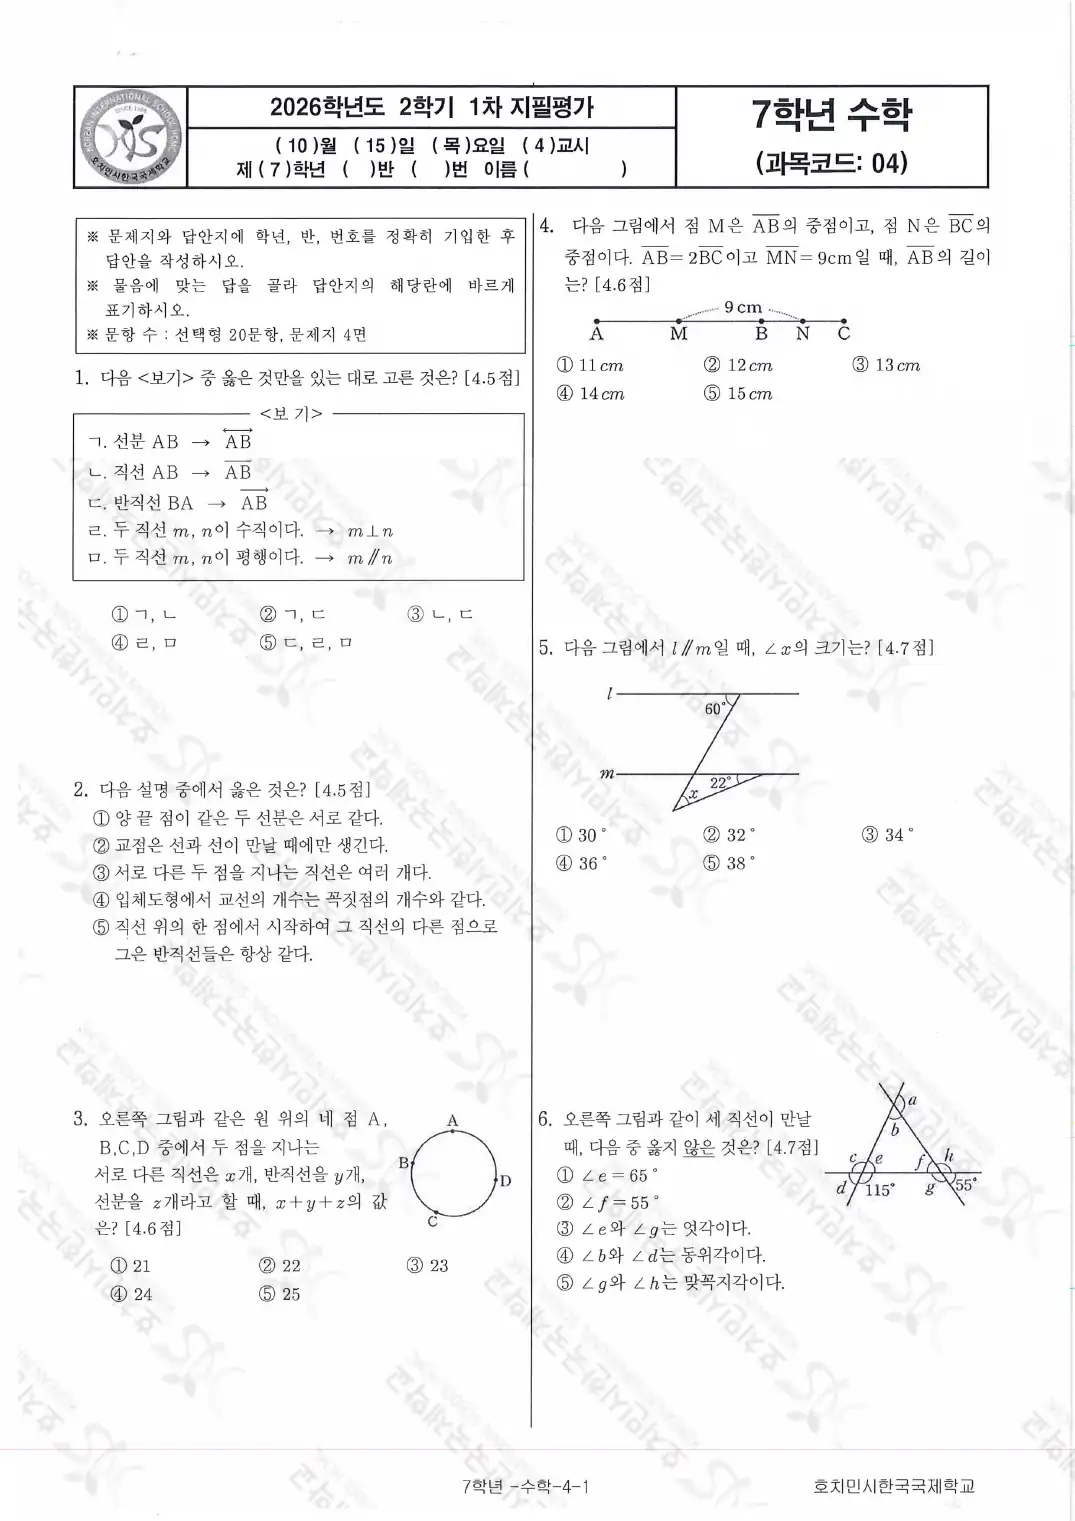 2026학년도 2학기 1차 지필평가
( 10 )월 ( 15 )일 ( 목 )요일 ( 4 )교시
제 ( 7 )학년 ( )반 ( )번 이름 ( )
7학년 수학
(과목코드: 04)
호치민시한국국제학교
※ 문제지와 답안지에 학년, 반, 번호를 정확히 기입한 후
답안을 작성하시오.
※ 물음에 맞는 답을 골라 답안지의 해당란에 바르게
표기하시오.
※ 문항 수 : 선택형 20문항, 문제지 4면
1. 다음 <보기> 중 옳은 것만을 있는 대로 고른 것은? [4.5점]
<보 기>
ㄱ. 선분 AB → AB
ㄴ. 직선 AB → AB
ㄷ. 반직선 BA → AB
ㄹ. 두 직선 m, n이 수직이다. → m⊥n
ㅁ. 두 직선 m, n이 평행이다. → m∥n
① ㄱ, ㄴ ② ㄱ, ㄷ ③ ㄴ, ㄷ
④ ㄹ, ㅁ ⑤ ㄷ, ㄹ, ㅁ
2. 다음 설명 중에서 옳은 것은? [4.5점]
① 양 끝 점이 같은 두 선분은 서로 같다.
② 교점은 선과 선이 만날 때에만 생긴다.
③ 서로 다른 두 점을 지나는 직선은 여러 개다.
④ 입체도형에서 교선의 개수는 꼭짓점의 개수와 같다.
⑤ 직선 위의 한 점에서 시작하여 그 직선의 다른 점으로
그은 반직선들은 항상 같다.
3. 오른쪽 그림과 같은 원 위의 네 점 A,
B,C,D 중에서 두 점을 지나는
서로 다른 직선은 x개, 반직선을 y개,
선분을 z개라고 할 때, x+y+z의 값
은? [4.6점]
A
B
D
C
① 21 ② 22 ③ 23
④ 24 ⑤ 25
4. 다음 그림에서 점 M은 AB의 중점이고, 점 N은 BC의
중점이다. AB= 2BC이고 MN= 9cm일 때, AB의 길이
는? [4.6점]
9 cm
A M B N C
① 11cm ② 12cm ③ 13cm
④ 14cm ⑤ 15cm
5. 다음 그림에서 l∥m일 때, ∠x의 크기는? [4.7점]
l
60°
m
22°
x
① 30° ② 32° ③ 34°
④ 36° ⑤ 38°
6. 오른쪽 그림과 같이 세 직선이 만날
때, 다음 중 옳지 않은 것은? [4.7점]
① ∠e = 65°
② ∠f = 55°
③ ∠e와 ∠g는 엇각이다.
④ ∠b와 ∠d는 동위각이다.
⑤ ∠g와 ∠h는 맞꼭지각이다.
a
b
c e f h
d 115° g 55°
7학년 -수학-4-1
호치민시한국국제학교